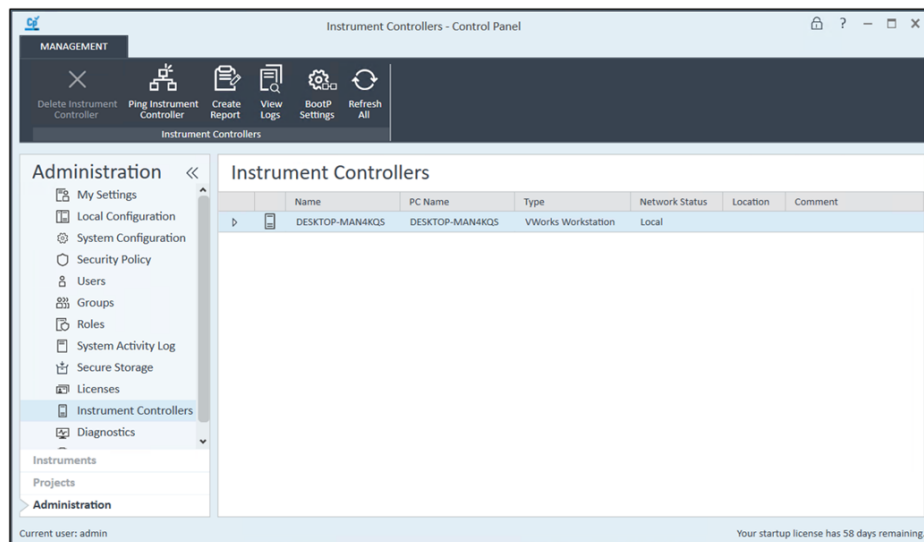 Instrument Controllers - Control Panel
MANAGEMENT
Delete Instrument Controller
Ping Instrument Controller
Create Report
View Logs
BootP Settings
Refresh All
Instrument Controllers
Administration
My Settings
Local Configuration
System Configuration
Security Policy
Users
Groups
Roles
System Activity Log
Secure Storage
Licenses
Instrument Controllers
Diagnostics
Instruments
Projects
Administration
Instrument Controllers
Name PC Name Type Network Status Location Comment
DESKTOP-MAN4KQS DESKTOP-MAN4KQS VWorks Workstation Local
Current user: admin
Your startup license has 58 days remaining.